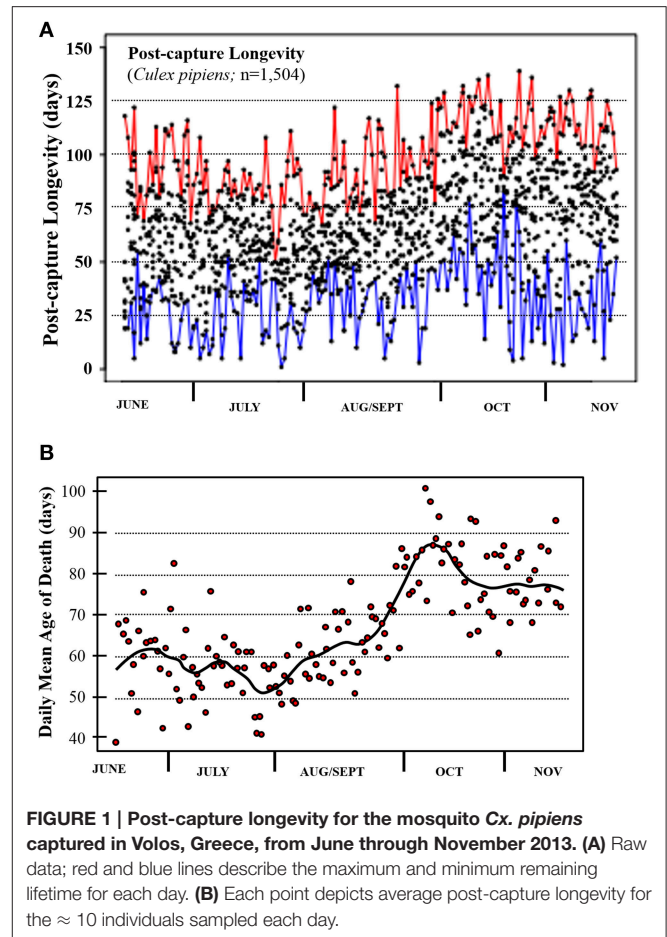 A
Post-capture Longevity
(Culex pipiens; n=1,504)
Post-capture Longevity (days)
150
125
100
75
50
25
0
JUNE JULY AUG/SEPT OCT NOV
B
Daily Mean Age of Death (days)
100
90
80
70
60
50
40
JUNE JULY AUG/SEPT OCT NOV
FIGURE 1 | Post-capture longevity for the mosquito Cx. pipiens
captured in Volos, Greece, from June through November 2013. (A) Raw
data; red and blue lines describe the maximum and minimum remaining
lifetime for each day. (B) Each point depicts average post-capture longevity for
the ≈ 10 individuals sampled each day.